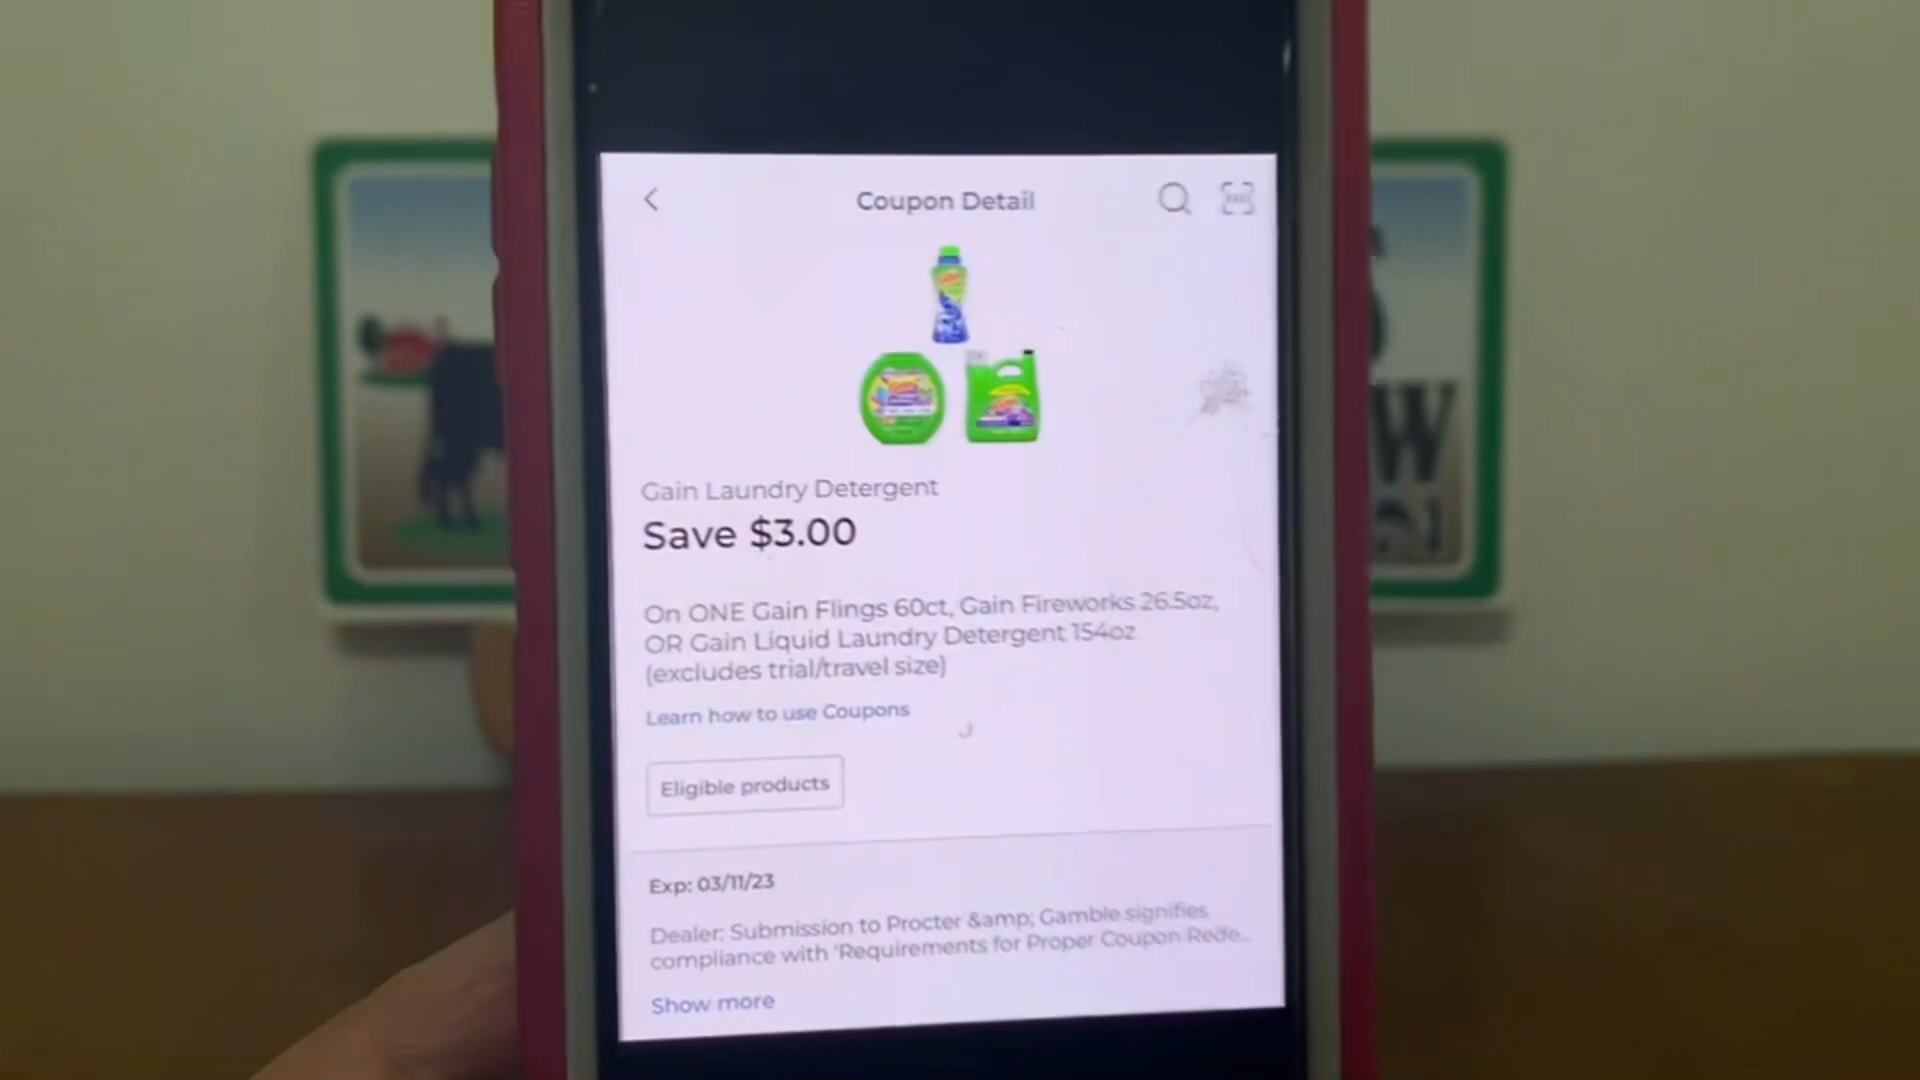 Coupon Detail
Gain Laundry Detergent
Save $3.00
On ONE Gain Flings 60ct, Gain Fireworks 26.5oz,
OR Gain Liquid Laundry Detergent 154oz
(excludes trial/travel size)
Learn how to use Coupons
Eligible products
Exp: 03/11/23
Dealer: Submission to Procter &amp; Gamble signifies
compliance with 'Requirements for Proper Coupon Rede...
Show more